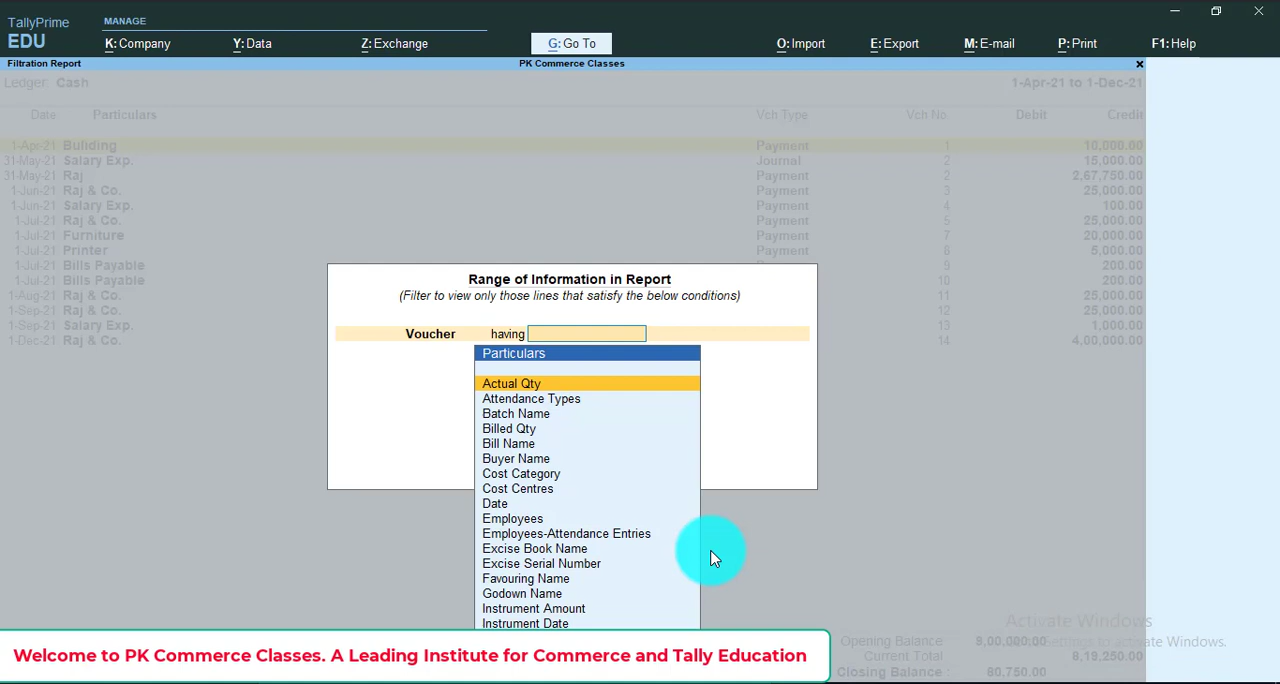 TallyPrime
EDU
MANAGE
K: Company
Y: Data
Z: Exchange
G: Go To
O: Import
E: Export
M: E-mail
P: Print
F1: Help
Filtration Report
PK Commerce Classes
Ledger: Cash
1-Apr-21 to 1-Dec-21
Date Particulars Vch Type Vch No. Debit Credit
1-Apr-21 Building Payment 1 10,000.00
31-May-21 Salary Exp. Journal 2 15,000.00
31-May-21 Raj Payment 2 2,67,750.00
1-Jun-21 Raj & Co. Payment 3 25,000.00
1-Jun-21 Salary Exp. Payment 4 100.00
1-Jul-21 Raj & Co. Payment 5 25,000.00
1-Jul-21 Furniture Payment 7 20,000.00
1-Jul-21 Printer Payment 8 5,000.00
1-Jul-21 Bills Payable 9 200.00
1-Jul-21 Bills Payable 10 200.00
1-Aug-21 Raj & Co. 11 25,000.00
1-Sep-21 Raj & Co. 12 25,000.00
1-Sep-21 Salary Exp. 13 1,000.00
1-Dec-21 Raj & Co. 14 4,00,000.00
Range of Information in Report
(Filter to view only those lines that satisfy the below conditions)
Voucher having
Particulars
Actual Qty
Attendance Types
Batch Name
Billed Qty
Bill Name
Buyer Name
Cost Category
Cost Centres
Date
Employees
Employees-Attendance Entries
Excise Book Name
Excise Serial Number
Favouring Name
Godown Name
Instrument Amount
Instrument Date
Activate Windows
Settings to activate Windows.
Opening Balance 9,00,000.00
Current Total 8,19,250.00
Closing Balance : 80,750.00
Welcome to PK Commerce Classes. A Leading Institute for Commerce and Tally Education